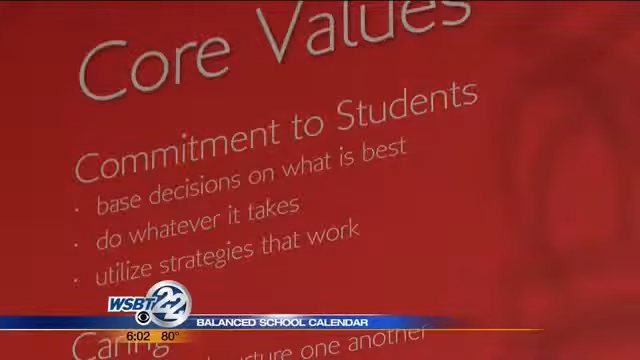 Core Values
Commitment to Students
· base decisions on what is best
· do whatever it takes
· utilize strategies that work
WSBT 22
BALANCED SCHOOL CALENDAR
6:02 80°
Caring
one another